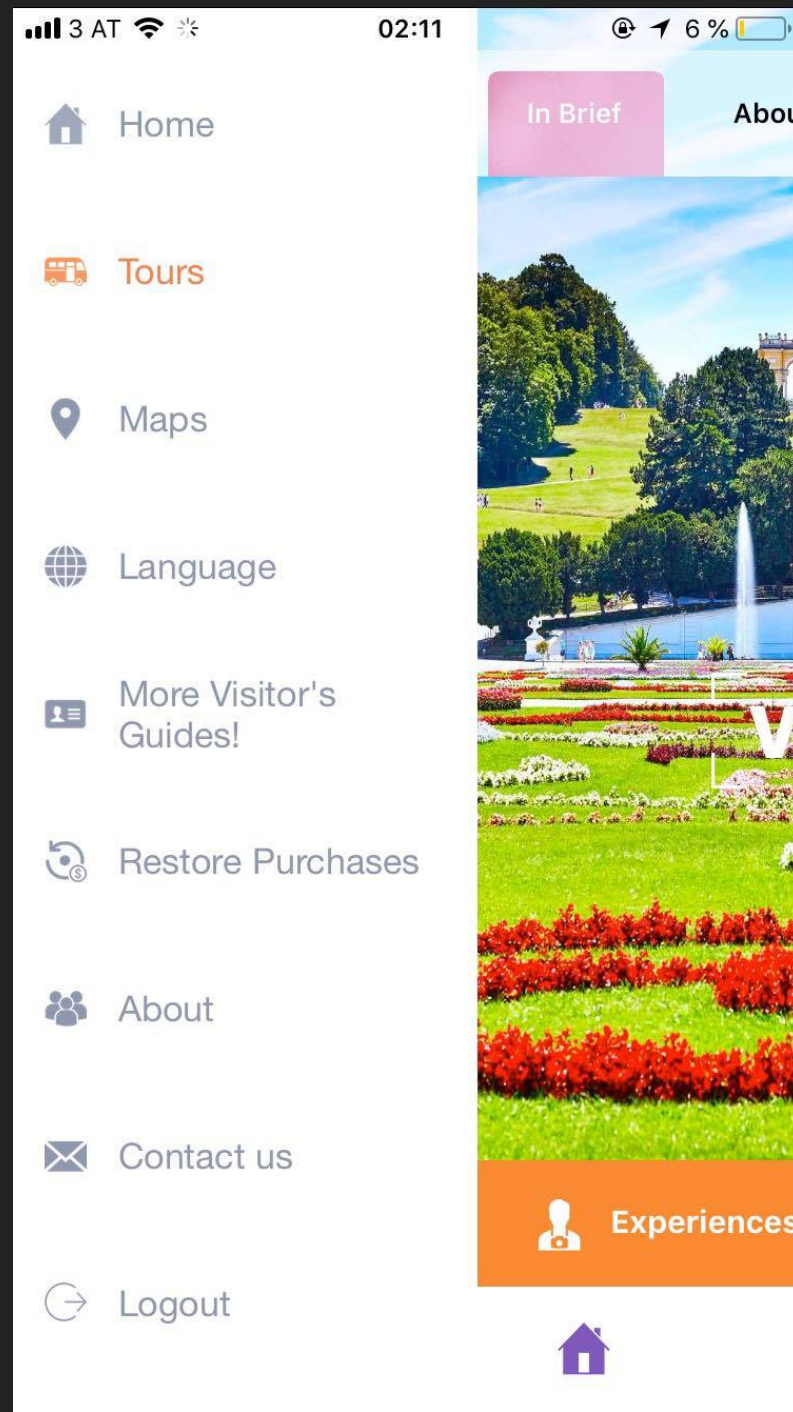 3 AT
02:11
6 %
Home
Tours
Maps
Language
More Visitor's
Guides!
Restore Purchases
About
Contact us
Logout
In Brief
Abou
V
Experiences